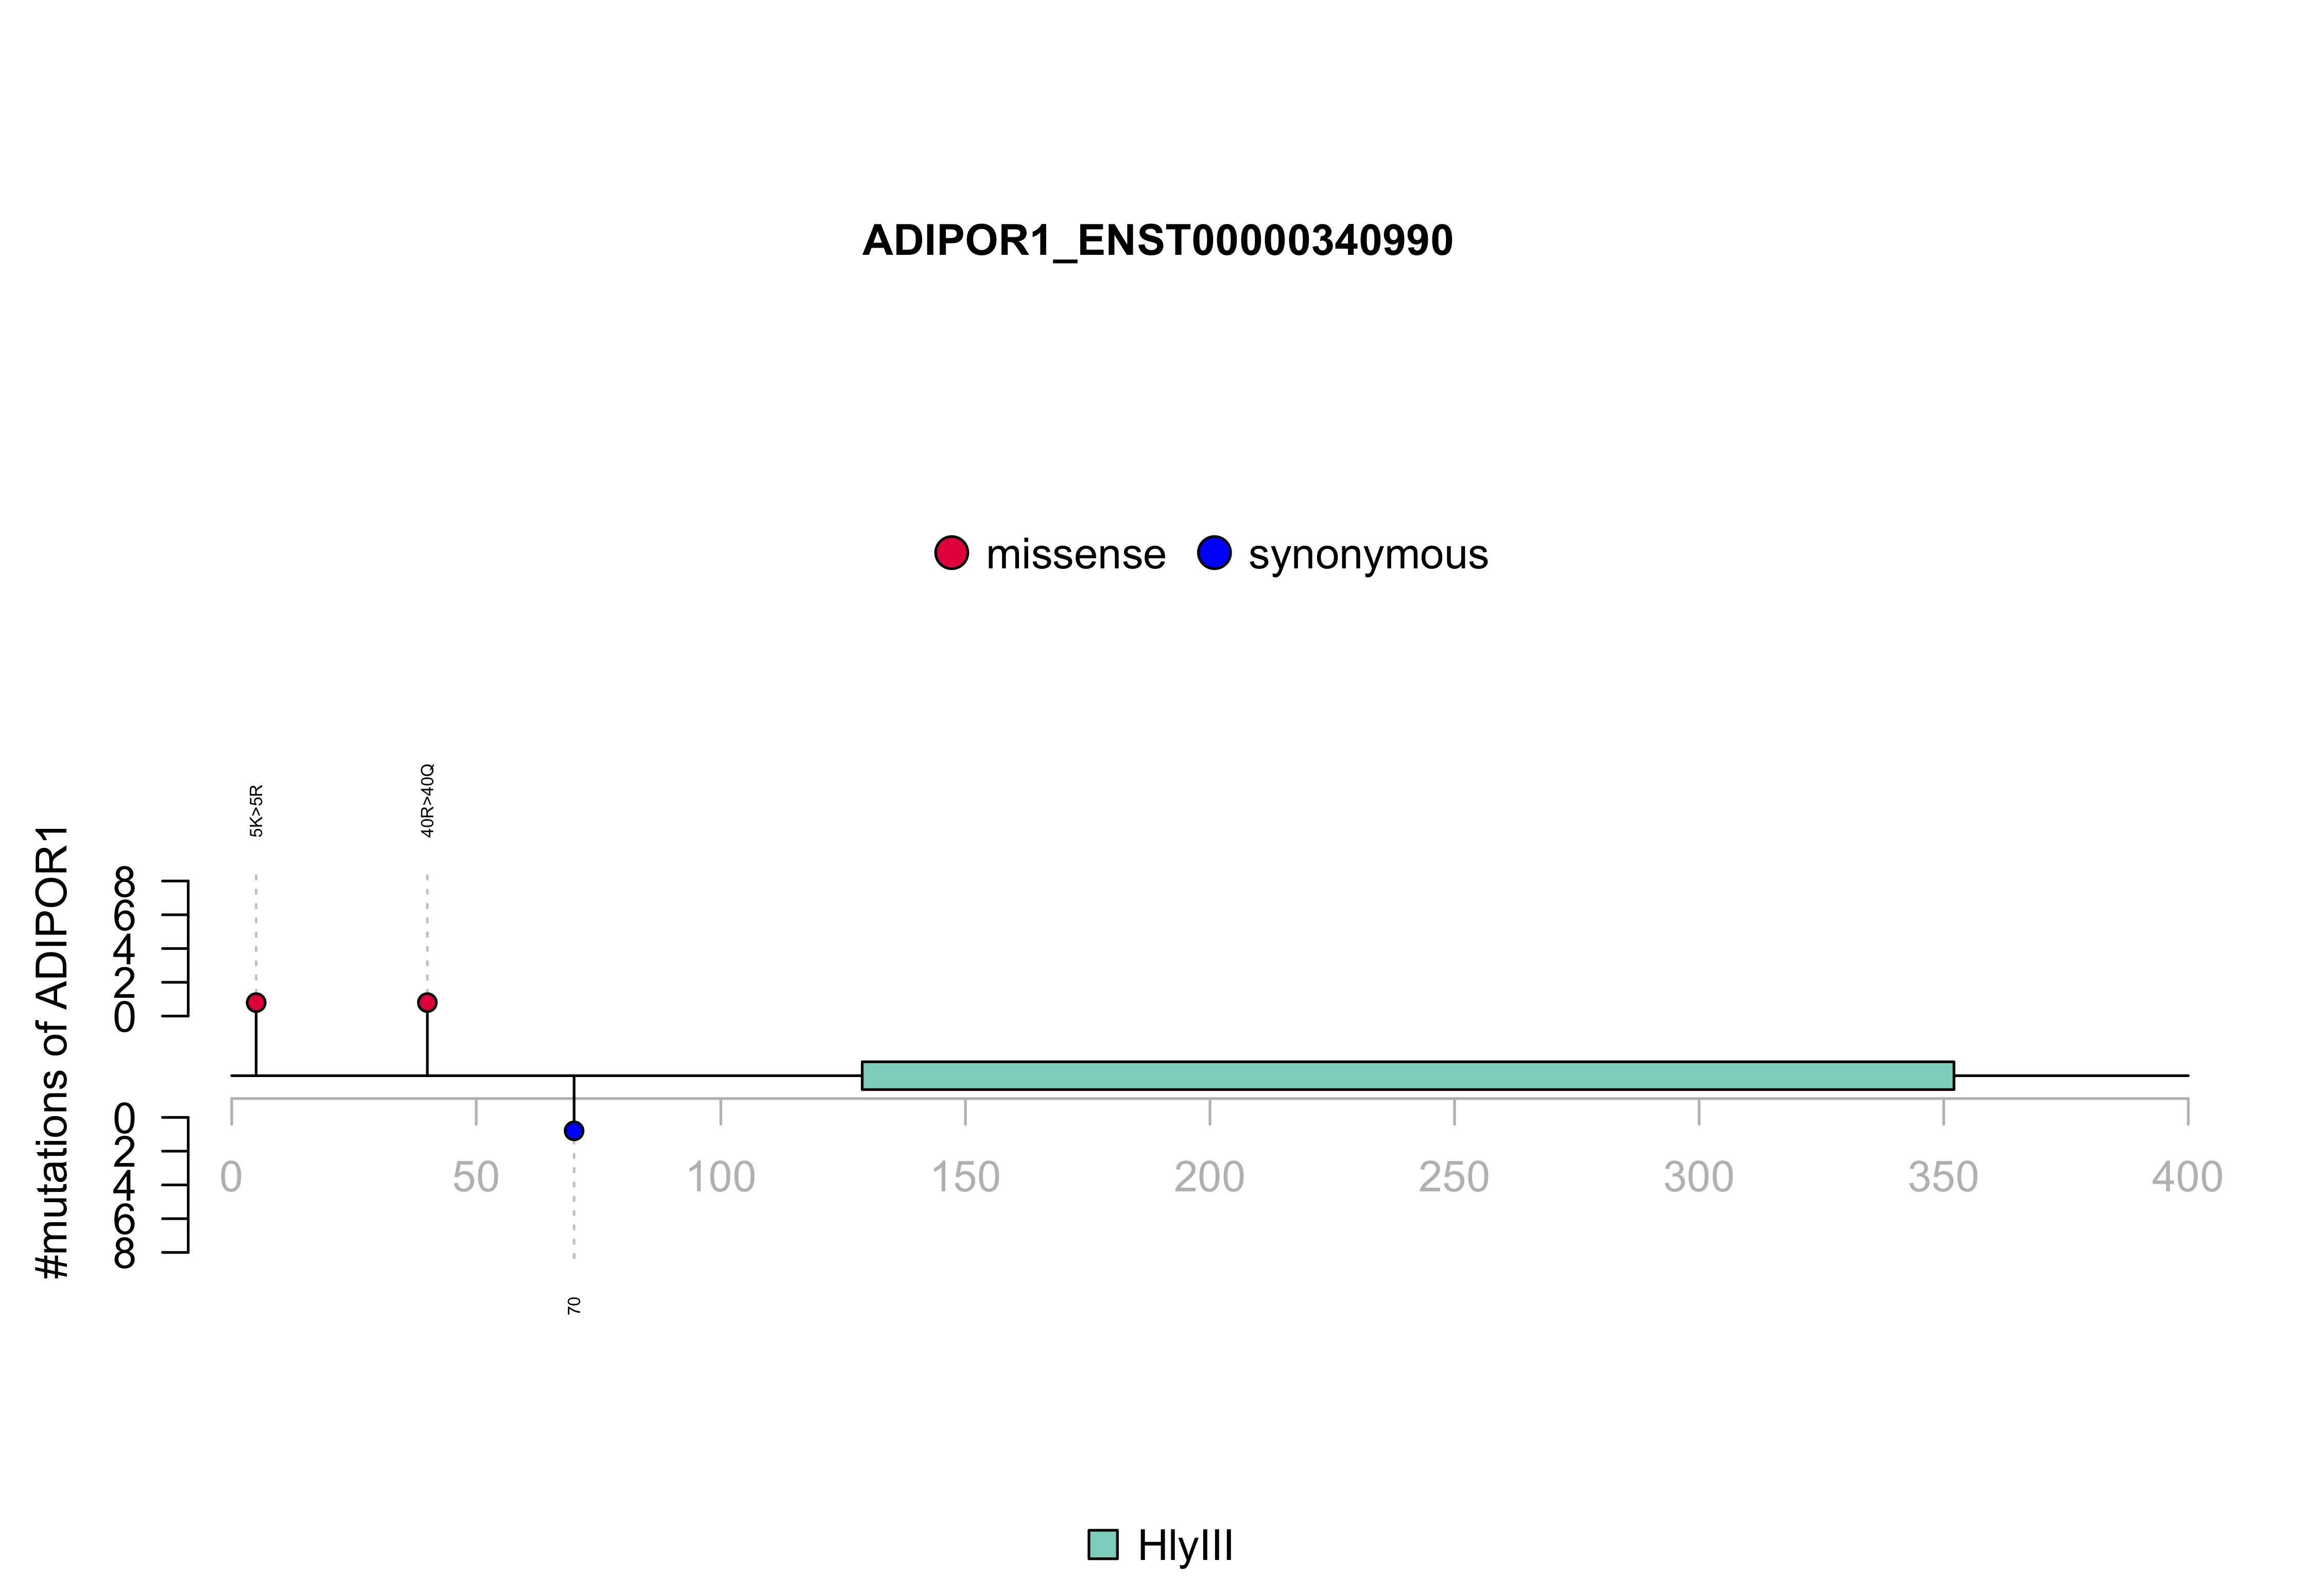 ADIPOR1_ENST00000340990
missense synonymous
5K>5R
40R>40Q
#mutations of ADIPOR1
8
6
4
2
0
0
2
4
6
8
0 50 100 150 200 250 300 350 400
70
HlyIII